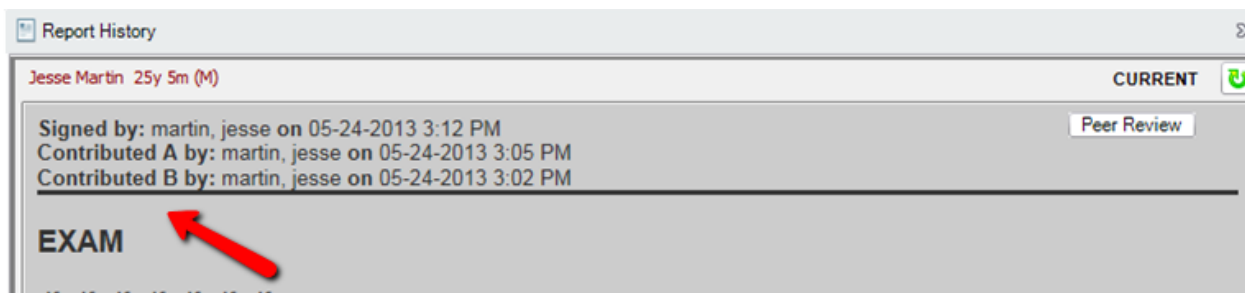 Report History
Jesse Martin 25y 5m (M) CURRENT
Signed by: martin, jesse on 05-24-2013 3:12 PM Peer Review
Contributed A by: martin, jesse on 05-24-2013 3:05 PM
Contributed B by: martin, jesse on 05-24-2013 3:02 PM
EXAM